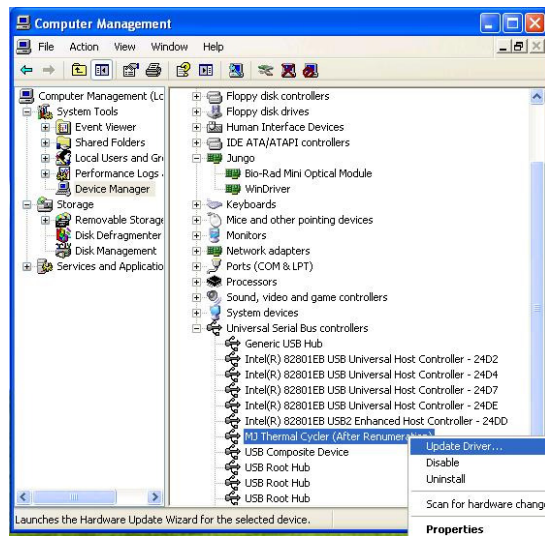 Computer Management
File Action View Window Help
Computer Management (Lc
System Tools
Event Viewer
Shared Folders
Local Users and Gr
Performance Logs
Device Manager
Storage
Removable Storage
Disk Defragmenter
Disk Management
Services and Applicatio
Floppy disk controllers
Floppy disk drives
Human Interface Devices
IDE ATA/ATAPI controllers
Jungo
Bio-Rad Mini Optical Module
WinDriver
Keyboards
Mice and other pointing devices
Monitors
Network adapters
Ports (COM & LPT)
Processors
Sound, video and game controllers
System devices
Universal Serial Bus controllers
Generic USB Hub
Intel(R) 82801EB USB Universal Host Controller - 24D2
Intel(R) 82801EB USB Universal Host Controller - 24D4
Intel(R) 82801EB USB Universal Host Controller - 24D7
Intel(R) 82801EB USB Universal Host Controller - 24DE
Intel(R) 82801EB USB2 Enhanced Host Controller - 24DD
MJ Thermal Cycler (After Renumeration)
USB Composite Device
USB Root Hub
USB Root Hub
USB Root Hub
USB Root Hub
Update Driver...
Disable
Uninstall
Scan for hardware change
Properties
Launches the Hardware Update Wizard for the selected device.